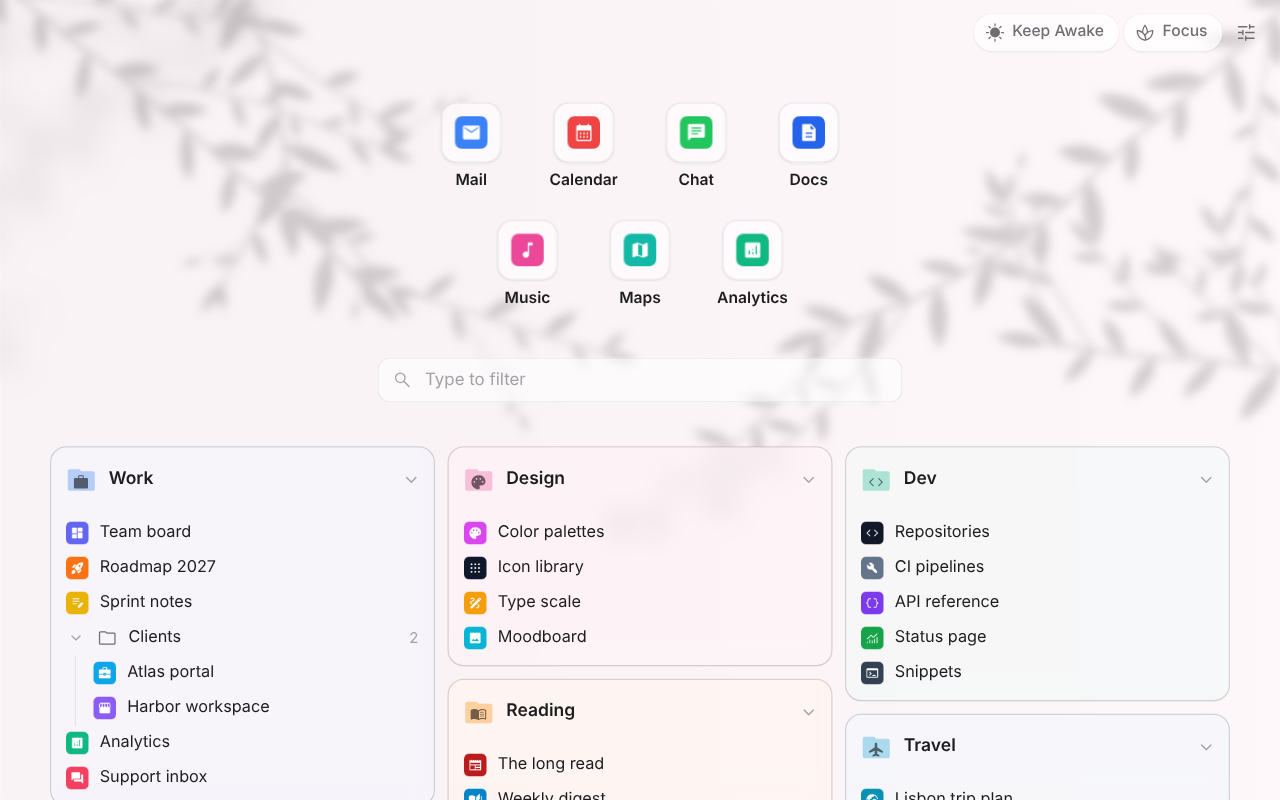 Keep Awake
Focus
Mail
Calendar
Chat
Docs
Music
Maps
Analytics
Type to filter
Work
Team board
Roadmap 2027
Sprint notes
Clients
2
Atlas portal
Harbor workspace
Analytics
Support inbox
Design
Color palettes
Icon library
Type scale
Moodboard
Reading
The long read
Weekly digest
Dev
Repositories
CI pipelines
API reference
Status page
Snippets
Travel
Lisbon trip plan